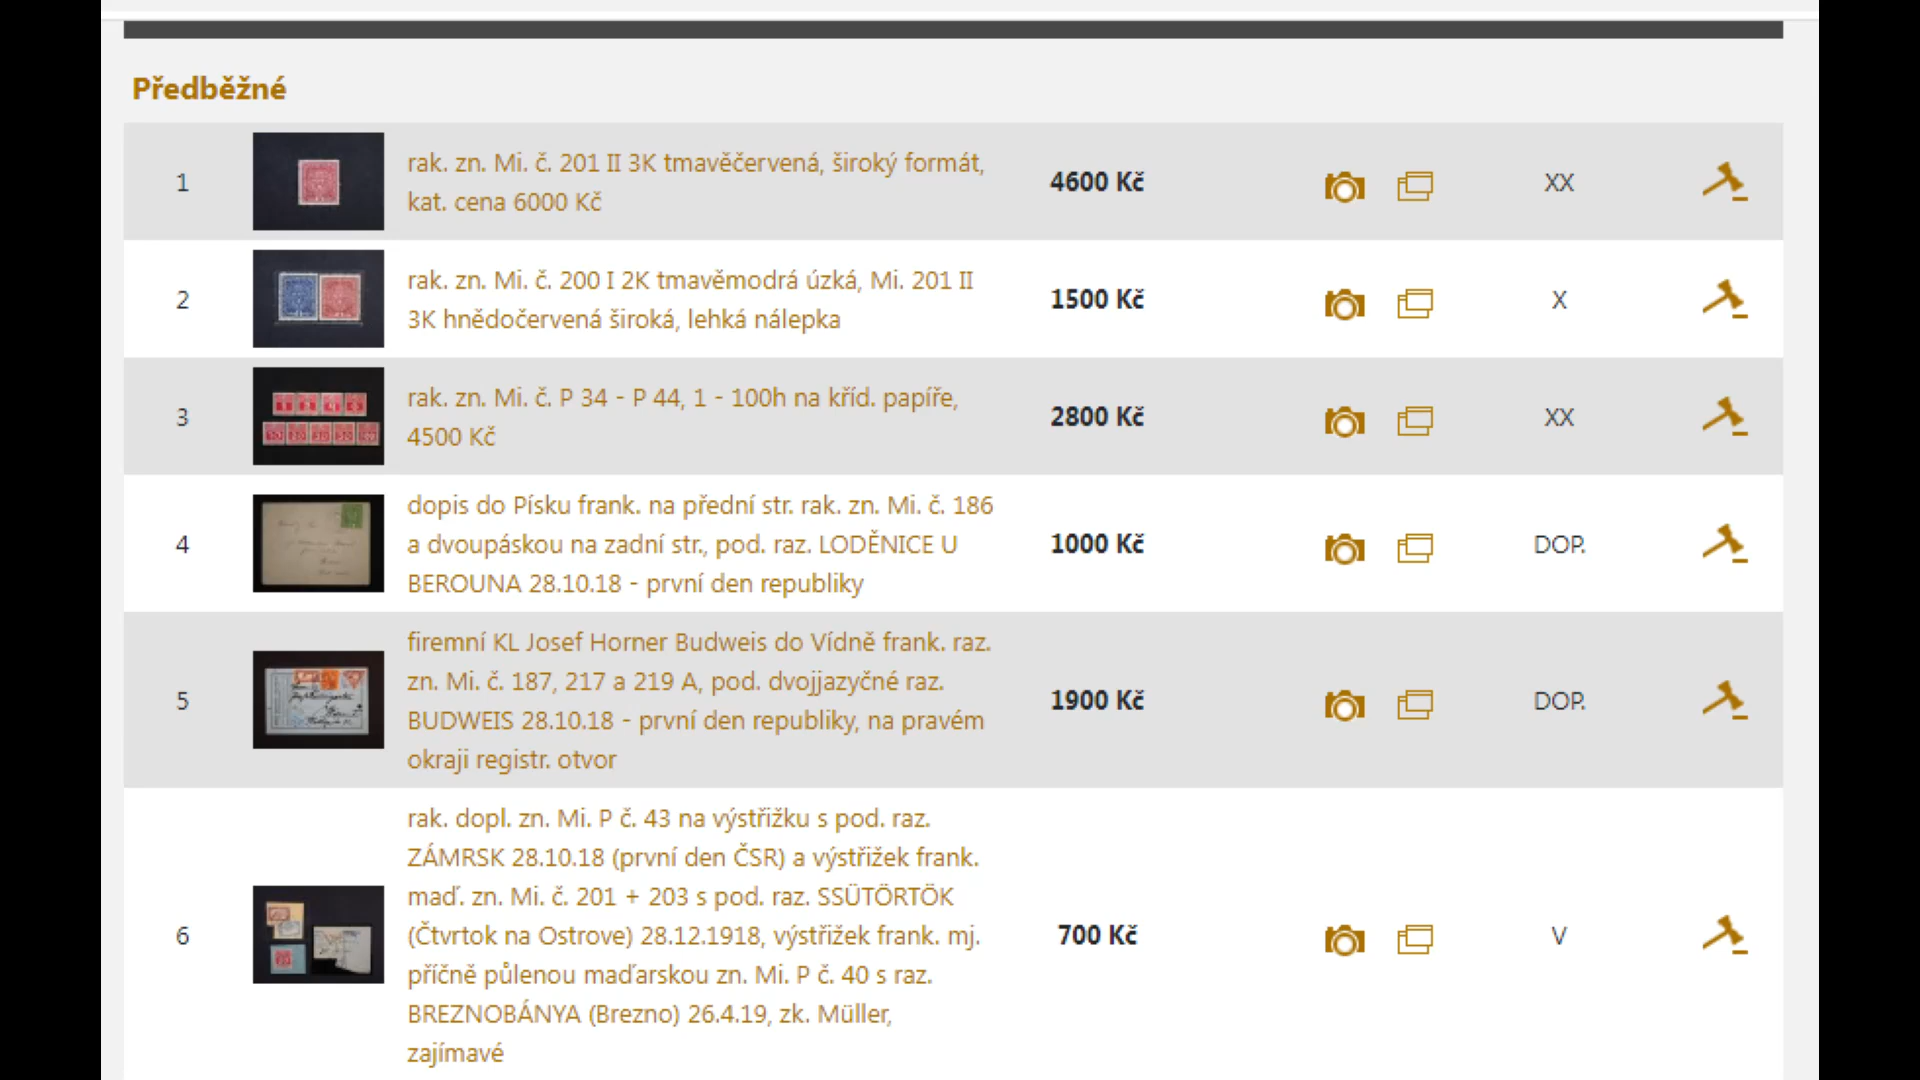 Předběžné
1
rak. zn. Mi. č. 201 II 3K tmavěčervená, široký formát,
kat. cena 6000 Kč
4600 Kč
XX
2
rak. zn. Mi. č. 200 I 2K tmavěmodrá úzká, Mi. 201 II
3K hnědočervená široká, lehká nálepka
1500 Kč
X
3
rak. zn. Mi. č. P 34 - P 44, 1 - 100h na kříd. papíře,
4500 Kč
2800 Kč
XX
4
dopis do Písku frank. na přední str. rak. zn. Mi. č. 186
a dvoupáskou na zadní str., pod. raz. LODĚNICE U
BEROUNA 28.10.18 - první den republiky
1000 Kč
DOP.
5
firemní KL Josef Horner Budweis do Vídně frank. raz.
zn. Mi. č. 187, 217 a 219 A, pod. dvojjazyčné raz.
BUDWEIS 28.10.18 - první den republiky, na pravém
okraji registr. otvor
1900 Kč
DOP.
6
rak. dopl. zn. Mi. P č. 43 na výstřižku s pod. raz.
ZÁMRSK 28.10.18 (první den ČSR) a výstřižek frank.
maď. zn. Mi. č. 201 + 203 s pod. raz. SSÜTÖRTÖK
(Čtvrtok na Ostrove) 28.12.1918, výstřižek frank. mj.
příčně půlenou maďarskou zn. Mi. P č. 40 s raz.
BREZNOBÁNYA (Brezno) 26.4.19, zk. Müller,
zajímavé
700 Kč
V